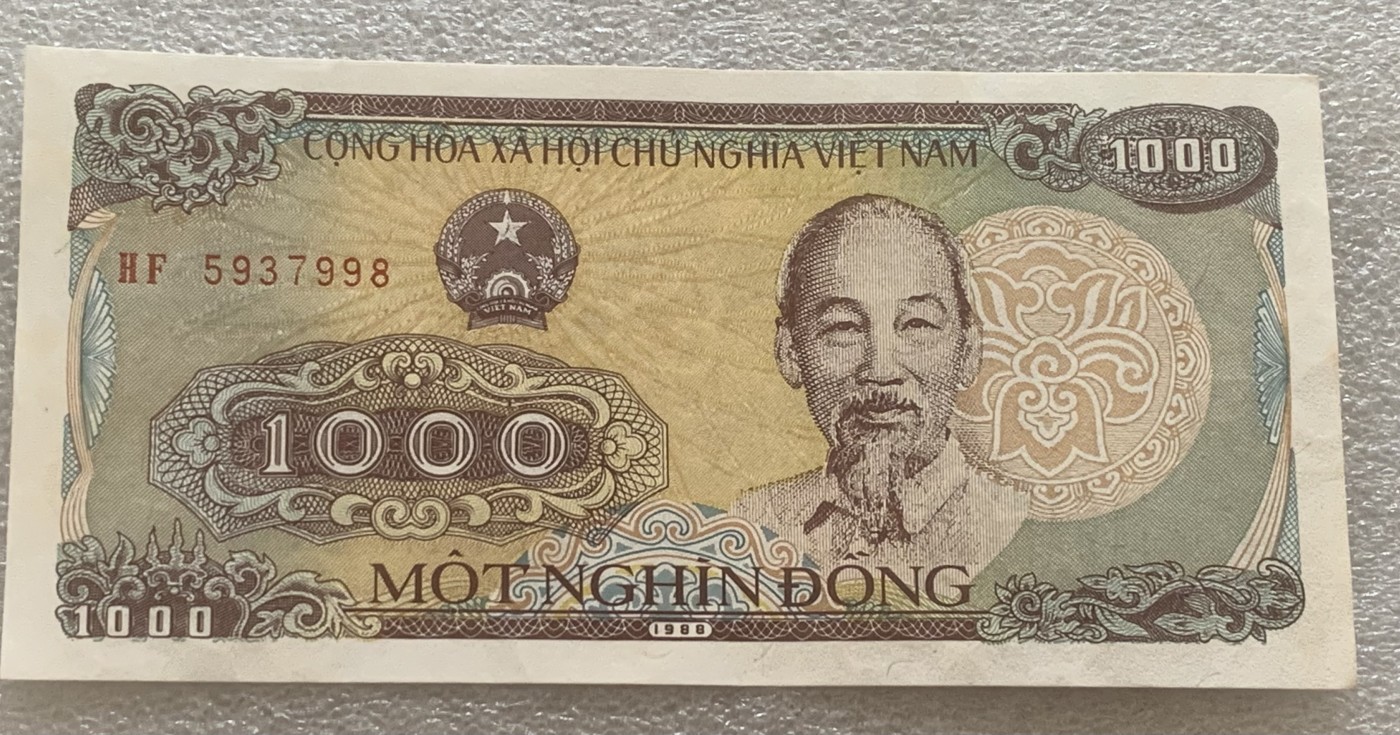 CỘNG HÒA XÃ HỘI CHỦ NGHĨA VIỆT NAM
1000
HF 5937998
VIỆT NAM
1000
MỘT NGHÌN ĐỒNG
1000
1988